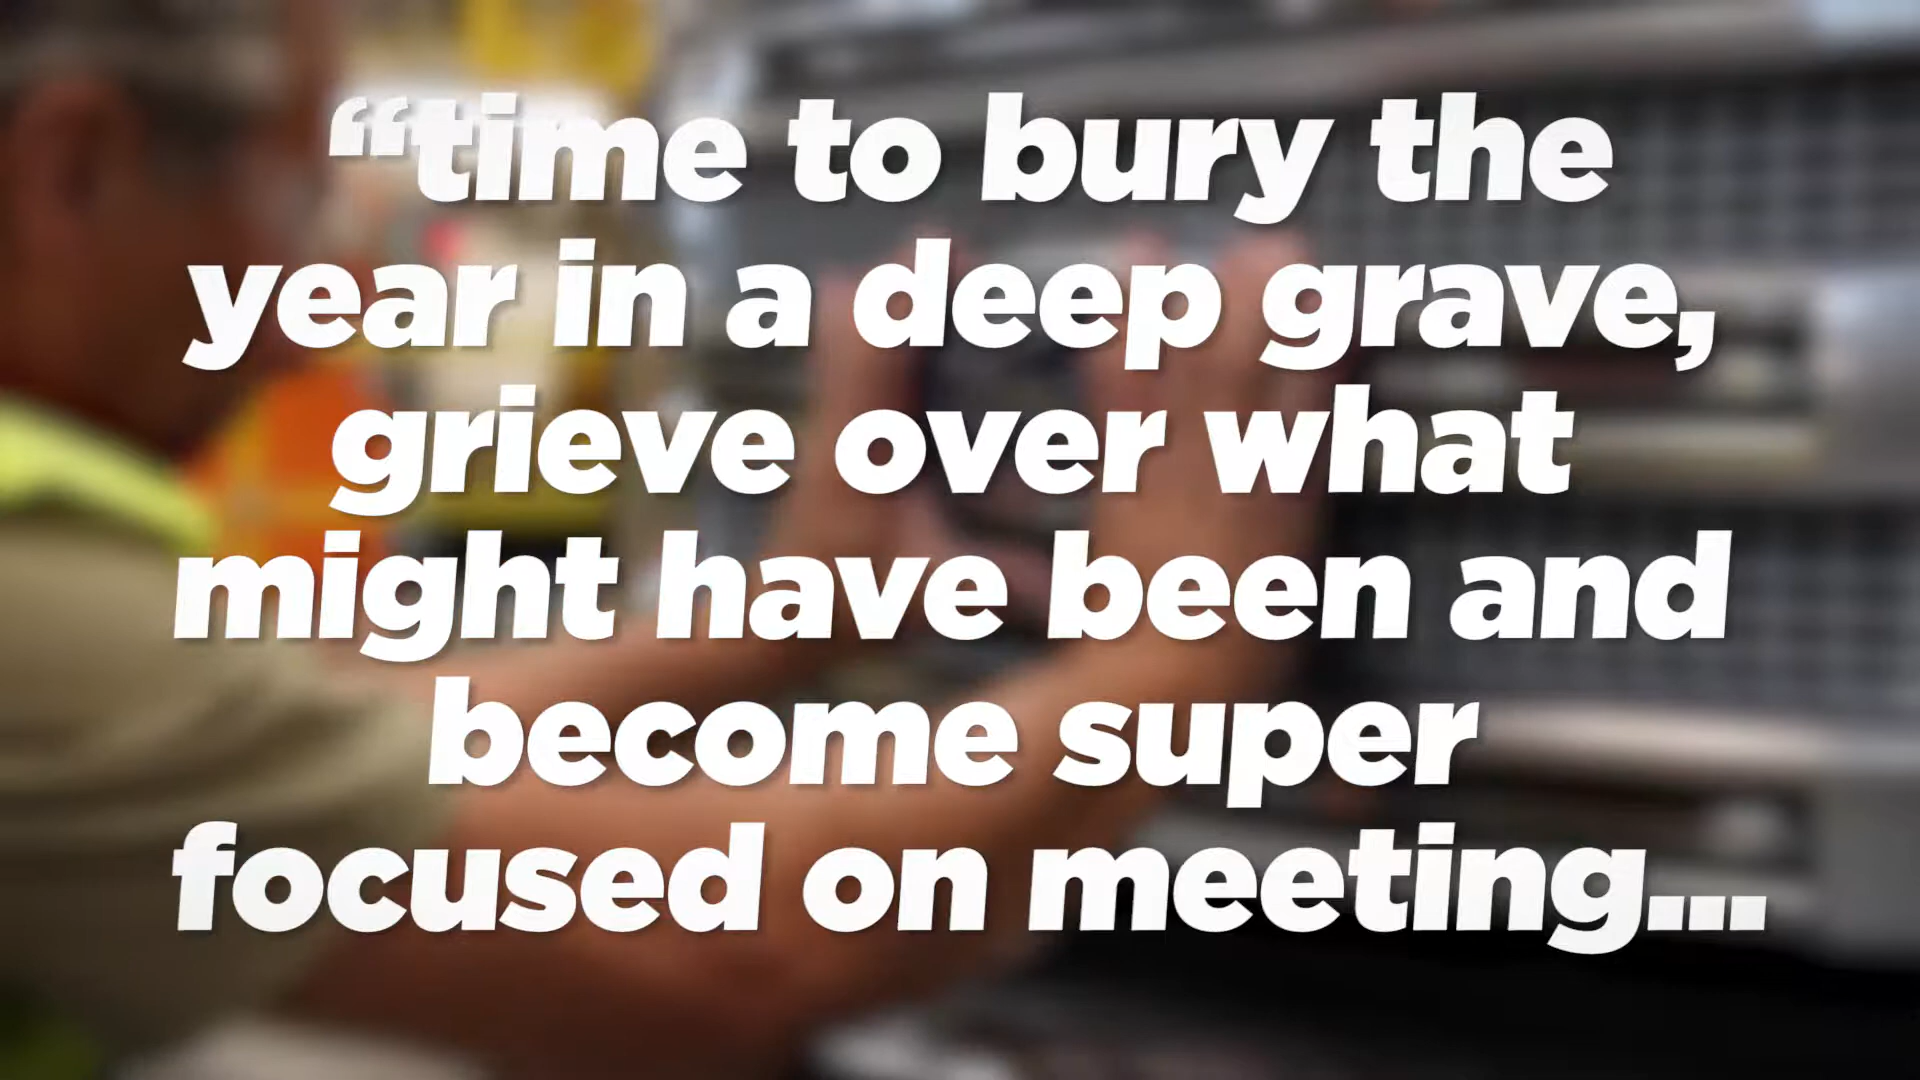 “time to bury the
year in a deep grave,
grieve over what
might have been and
become super
focused on meeting...